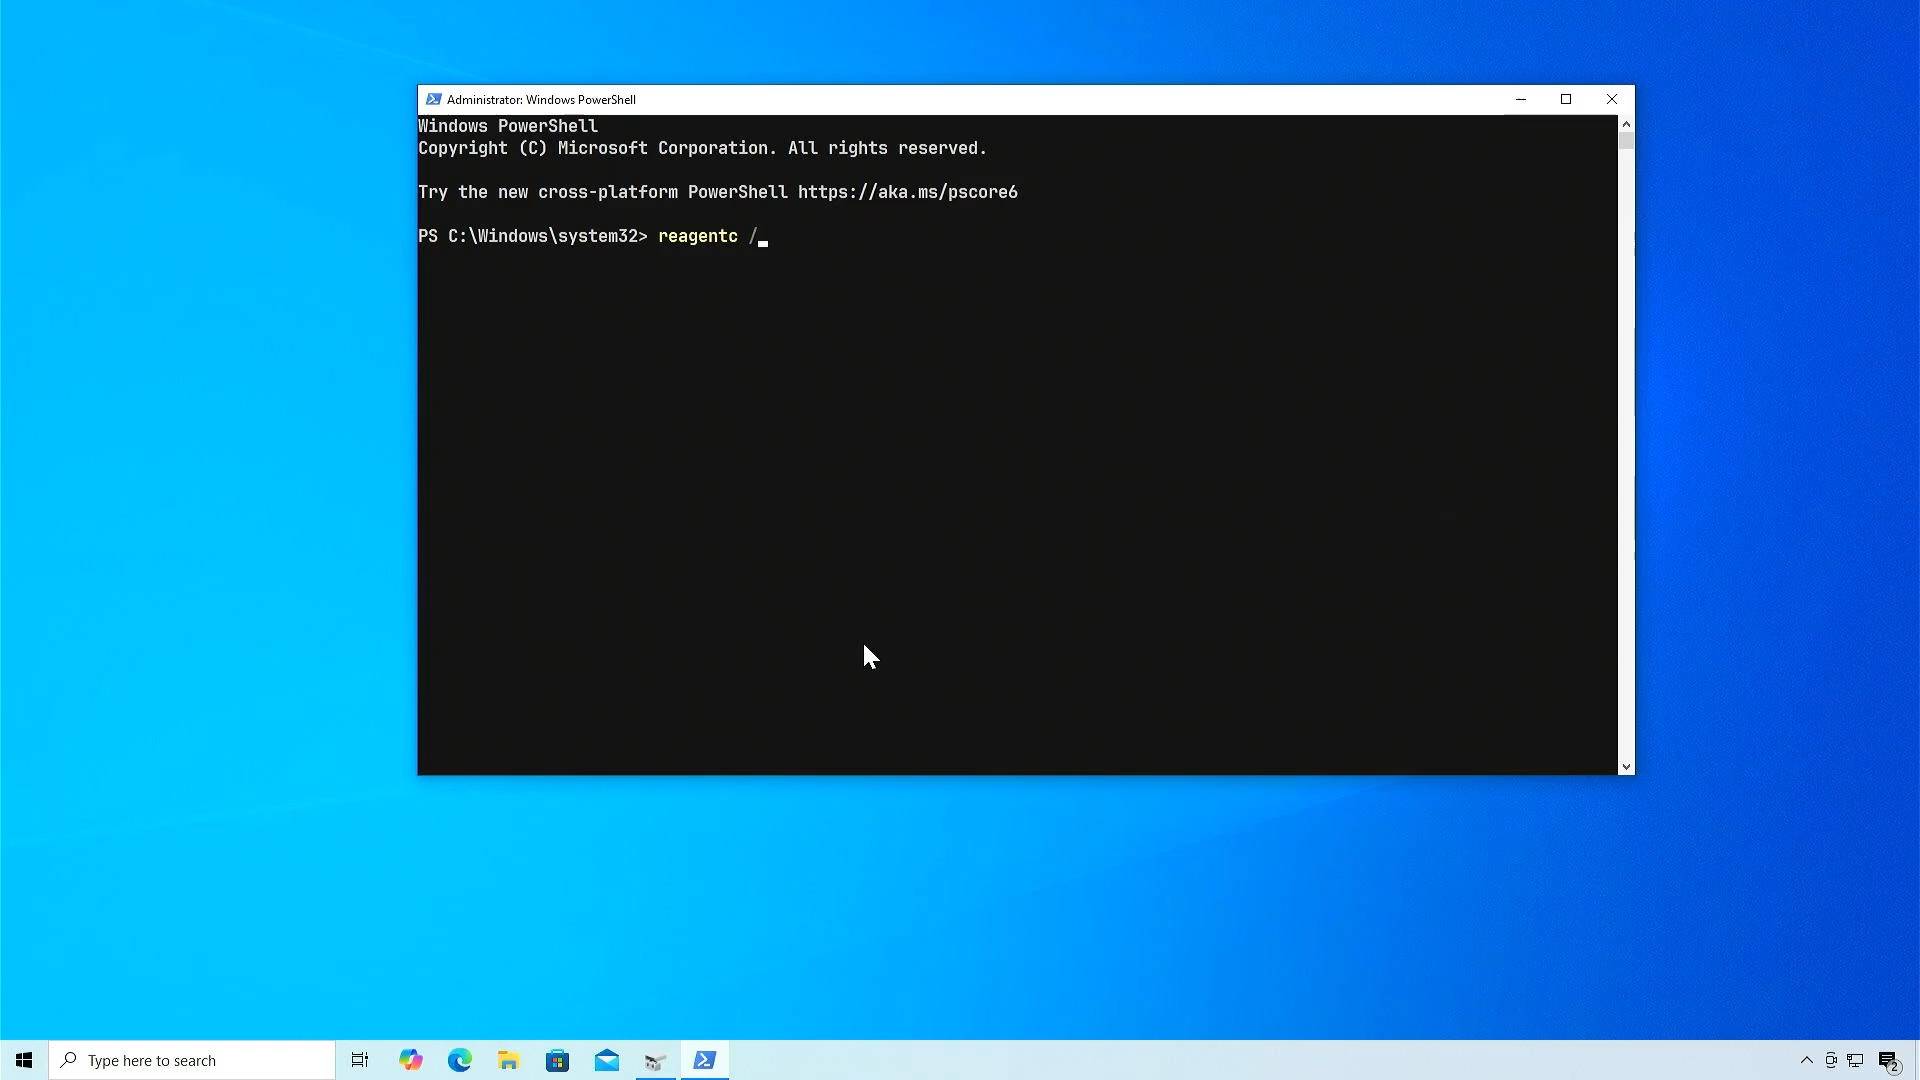 Administrator: Windows PowerShell
Windows PowerShell
Copyright (C) Microsoft Corporation. All rights reserved.
Try the new cross-platform PowerShell https://aka.ms/pscore6
PS C:\Windows\system32> reagentc /
Type here to search
2